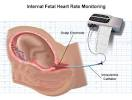 Internal Fetal Heart Rate Monitoring
Scalp Electrode
Intrauterine
Catheter